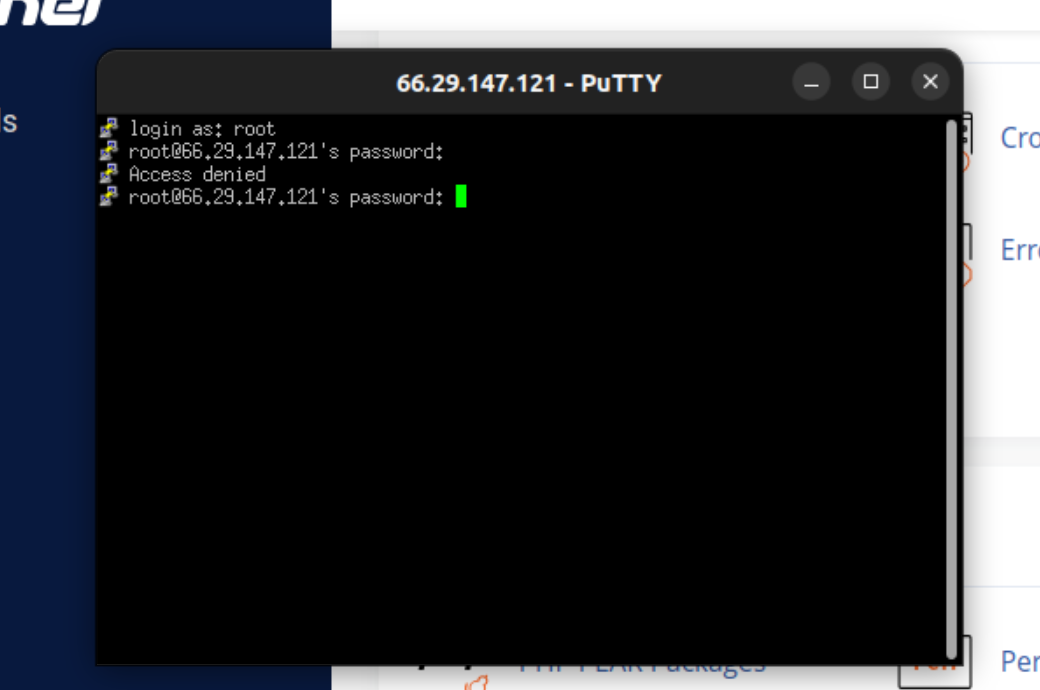 66.29.147.121 - PuTTY
login as: root
root@66.29.147.121's password:
Access denied
root@66.29.147.121's password:
ls
Cro
Erro
PHP PEAR Packages
Per